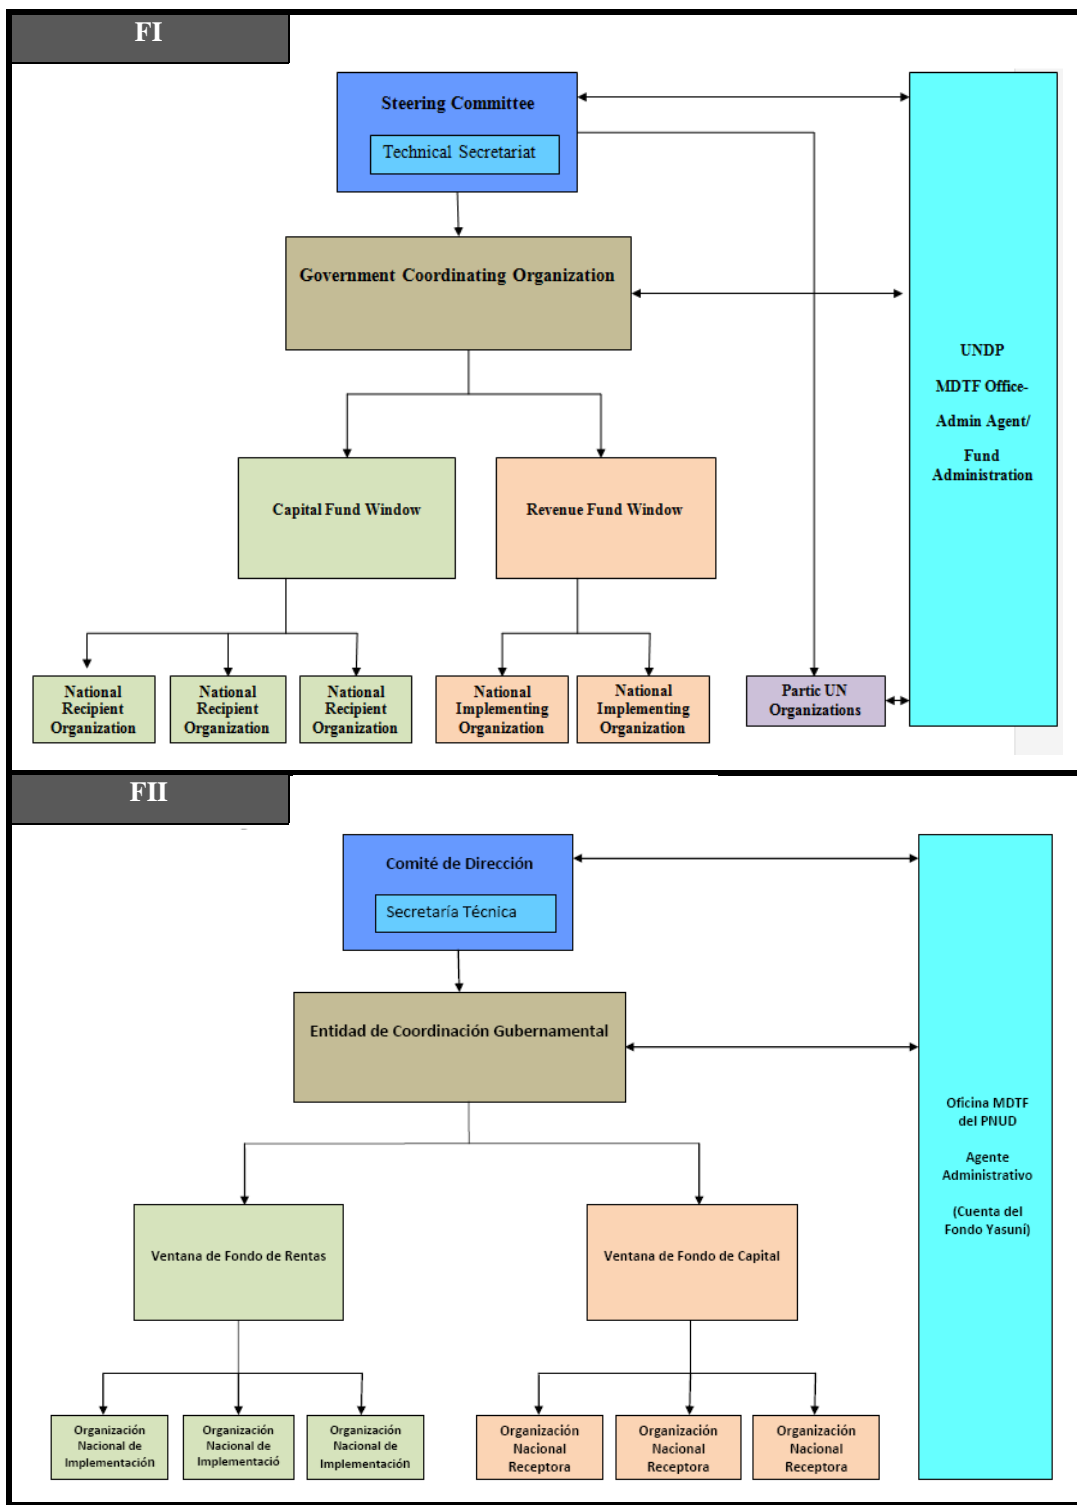 FI
Steering Committee
Technical Secretariat
Government Coordinating Organization
UNDP
MDTF Office-
Admin Agent/
Fund
Administration
Capital Fund Window
Revenue Fund Window
National
Recipient
Organization
National
Recipient
Organization
National
Recipient
Organization
National
Implementing
Organization
National
Implementing
Organization
Partic UN
Organizations
FII
Comité de Dirección
Secretaría Técnica
Entidad de Coordinación Gubernamental
Oficina MDTF
del PNUD
Agente
Administrativo
(Cuenta del
Fondo Yasuní)
Ventana de Fondo de Rentas
Ventana de Fondo de Capital
Organización
Nacional de
Implementación
Organización
Nacional de
Implementació
Organización
Nacional de
Implementación
Organización
Nacional
Receptora
Organización
Nacional
Receptora
Organización
Nacional
Receptora